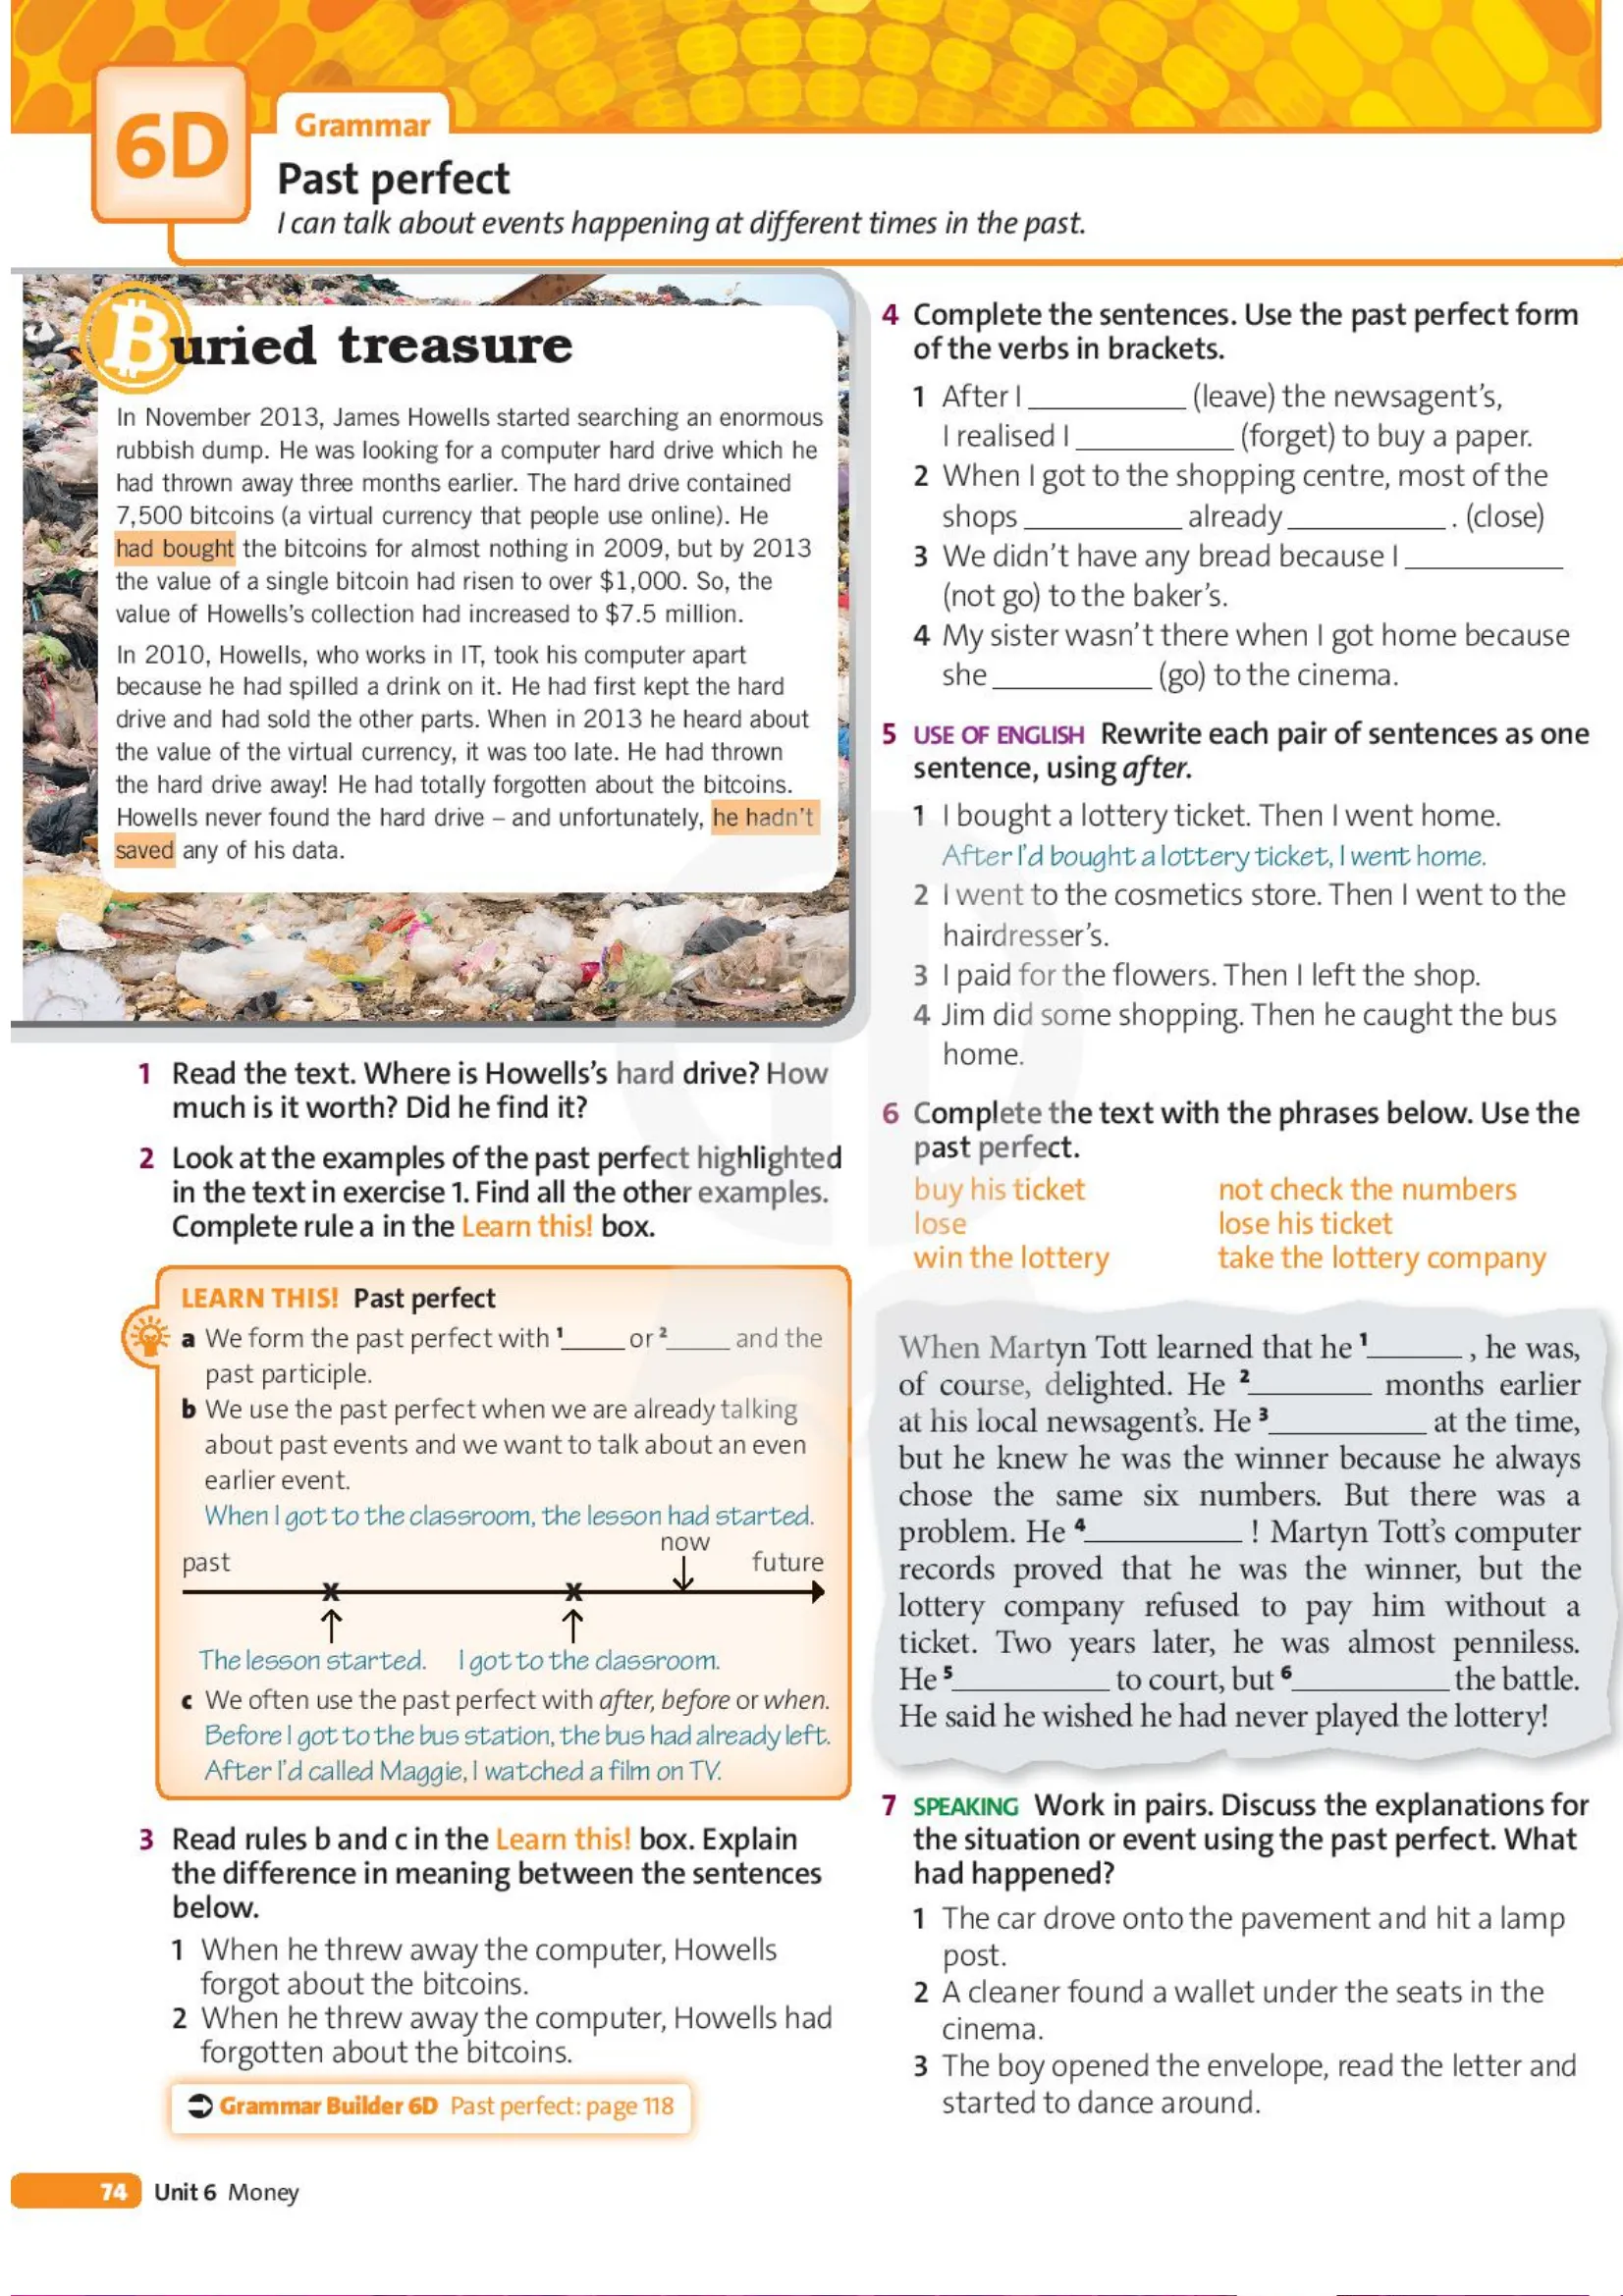 6D
Grammar
Past perfect
I can talk about events happening at different times in the past.
Buried treasure
In November 2013, James Howells started searching an enormous
rubbish dump. He was looking for a computer hard drive which he
had thrown away three months earlier. The hard drive contained
7,500 bitcoins (a virtual currency that people use online). He
had bought the bitcoins for almost nothing in 2009, but by 2013
the value of a single bitcoin had risen to over $1,000. So, the
value of Howells's collection had increased to $7.5 million.
In 2010, Howells, who works in IT, took his computer apart
because he had spilled a drink on it. He had first kept the hard
drive and had sold the other parts. When in 2013 he heard about
the value of the virtual currency, it was too late. He had thrown
the hard drive away! He had totally forgotten about the bitcoins.
Howells never found the hard drive – and unfortunately, he hadn't
saved any of his data.
1 Read the text. Where is Howells's hard drive? How
much is it worth? Did he find it?
2 Look at the examples of the past perfect highlighted
in the text in exercise 1. Find all the other examples.
Complete rule a in the Learn this! box.
LEARN THIS! Past perfect
a We form the past perfect with 1_____ or 2_____ and the
past participle.
b We use the past perfect when we are already talking
about past events and we want to talk about an even
earlier event.
When I got to the classroom, the lesson had started.
now
past future
The lesson started. I got to the classroom.
c We often use the past perfect with after, before or when.
Before I got to the bus station, the bus had already left.
After I'd called Maggie, I watched a film on TV.
3 Read rules b and c in the Learn this! box. Explain
the difference in meaning between the sentences
below.
1 When he threw away the computer, Howells
forgot about the bitcoins.
2 When he threw away the computer, Howells had
forgotten about the bitcoins.
Grammar Builder 6D Past perfect: page 118
4 Complete the sentences. Use the past perfect form
of the verbs in brackets.
1 After I __________ (leave) the newsagent's,
I realised I __________ (forget) to buy a paper.
2 When I got to the shopping centre, most of the
shops __________ already __________ . (close)
3 We didn't have any bread because I __________
(not go) to the baker's.
4 My sister wasn't there when I got home because
she __________ (go) to the cinema.
5 USE OF ENGLISH Rewrite each pair of sentences as one
sentence, using after.
1 I bought a lottery ticket. Then I went home.
After I'd bought a lottery ticket, I went home.
2 I went to the cosmetics store. Then I went to the
hairdresser's.
3 I paid for the flowers. Then I left the shop.
4 Jim did some shopping. Then he caught the bus
home.
6 Complete the text with the phrases below. Use the
past perfect.
buy his ticket not check the numbers
lose lose his ticket
win the lottery take the lottery company
When Martyn Tott learned that he 1______ , he was,
of course, delighted. He 2________ months earlier
at his local newsagent's. He 3__________ at the time,
but he knew he was the winner because he always
chose the same six numbers. But there was a
problem. He 4__________ ! Martyn Tott's computer
records proved that he was the winner, but the
lottery company refused to pay him without a
ticket. Two years later, he was almost penniless.
He 5__________ to court, but 6__________ the battle.
He said he wished he had never played the lottery!
7 SPEAKING Work in pairs. Discuss the explanations for
the situation or event using the past perfect. What
had happened?
1 The car drove onto the pavement and hit a lamp
post.
2 A cleaner found a wallet under the seats in the
cinema.
3 The boy opened the envelope, read the letter and
started to dance around.
74 Unit 6 Money